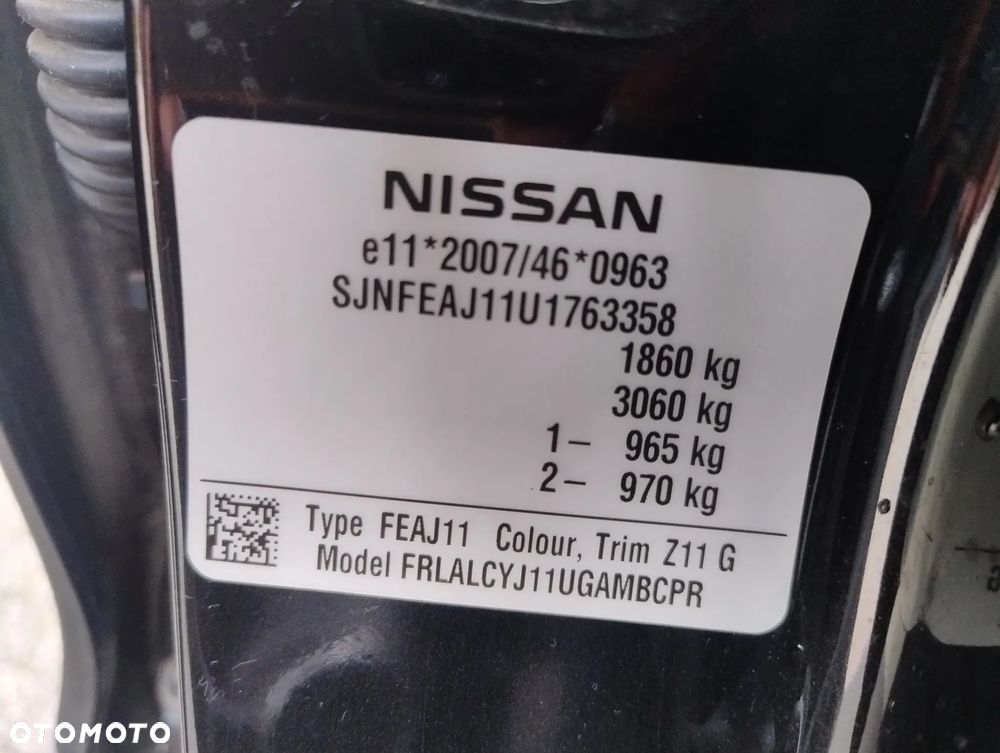 NISSAN
e11*2007/46*0963
SJNFEAJ11U1763358
1860 kg
3060 kg
1– 965 kg
2– 970 kg
Type FEAJ11 Colour, Trim Z11 G
Model FRLALCYJ11UGAMBCPR
OTOMOTO